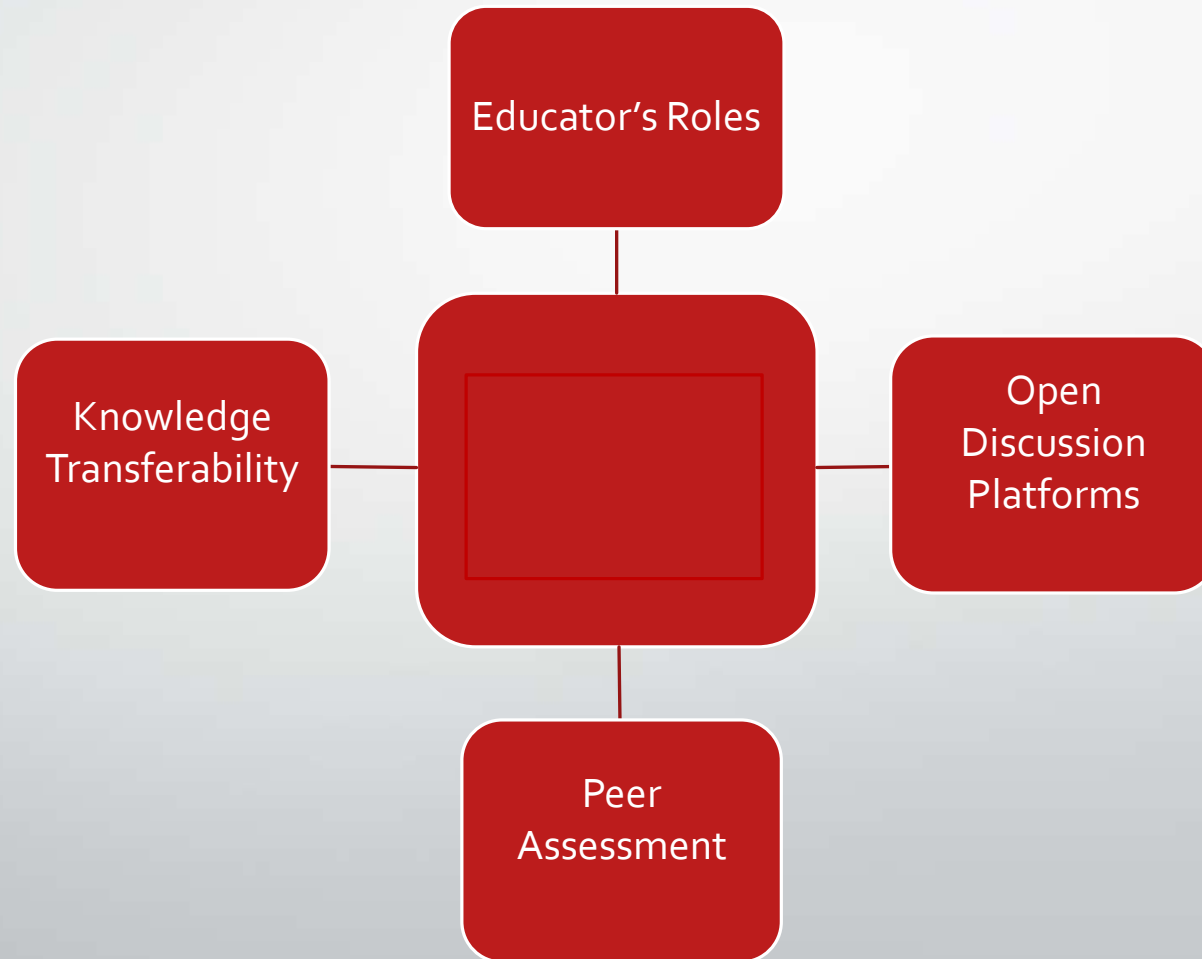 Educator’s Roles
Knowledge
Transferability
Open
Discussion
Platforms
Peer
Assessment